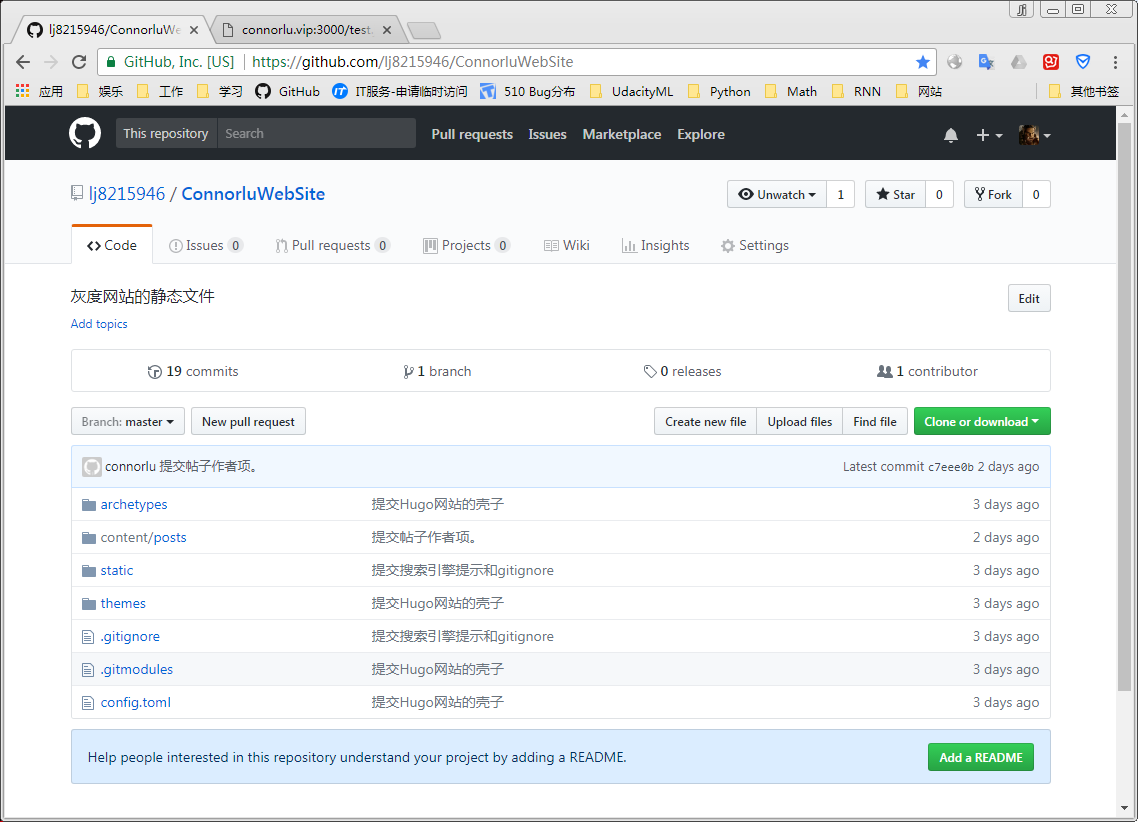 lj8215946/ConnorluWe
connorlu.vip:3000/test.
GitHub, Inc. [US] https://github.com/lj8215946/ConnorluWebSite
应用 娱乐 工作 学习 GitHub IT服务-申请临时访问 510 Bug分布 UdacityML Python Math RNN 网站 其他书签
This repository Search Pull requests Issues Marketplace Explore
lj8215946 / ConnorluWebSite Unwatch 1 Star 0 Fork 0
Code Issues 0 Pull requests 0 Projects 0 Wiki Insights Settings
灰度网站的静态文件 Edit
Add topics
19 commits 1 branch 0 releases 1 contributor
Branch: master New pull request Create new file Upload files Find file Clone or download
connorlu 提交帖子作者项。 Latest commit c7eee0b 2 days ago
archetypes 提交Hugo网站的壳子 3 days ago
content/posts 提交帖子作者项。 2 days ago
static 提交搜索引擎提示和gitignore 3 days ago
themes 提交Hugo网站的壳子 3 days ago
.gitignore 提交搜索引擎提示和gitignore 3 days ago
.gitmodules 提交Hugo网站的壳子 3 days ago
config.toml 提交Hugo网站的壳子 3 days ago
Help people interested in this repository understand your project by adding a README. Add a README